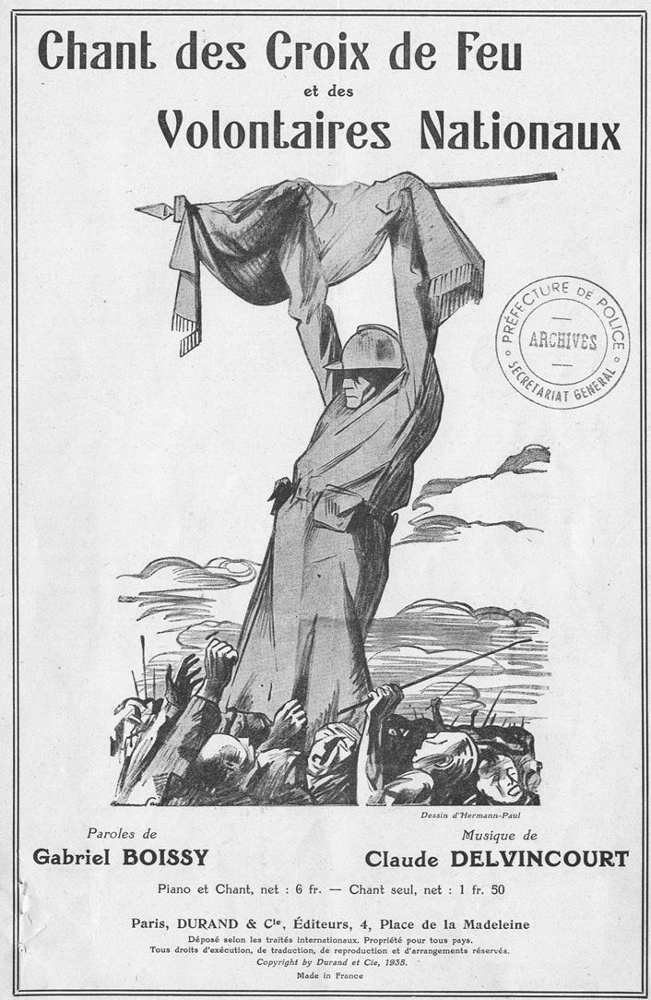 Chant des Croix de Feu
et des
Volontaires Nationaux
PRÉFECTURE DE POLICE
ARCHIVES
SECRÉTARIAT GÉNÉRAL
Dessin d'Hermann-Paul
Paroles de
Gabriel BOISSY
Musique de
Claude DELVINCOURT
Piano et Chant, net : 6 fr. — Chant seul, net : 1 fr. 50
Paris, DURAND & Cie, Éditeurs, 4, Place de la Madeleine
Déposé selon les traités internationaux. Propriété pour tous pays.
Tous droits d'exécution, de traduction, de reproduction et d'arrangements réservés.
Copyright by Durand et Cie, 1935.
Made in France